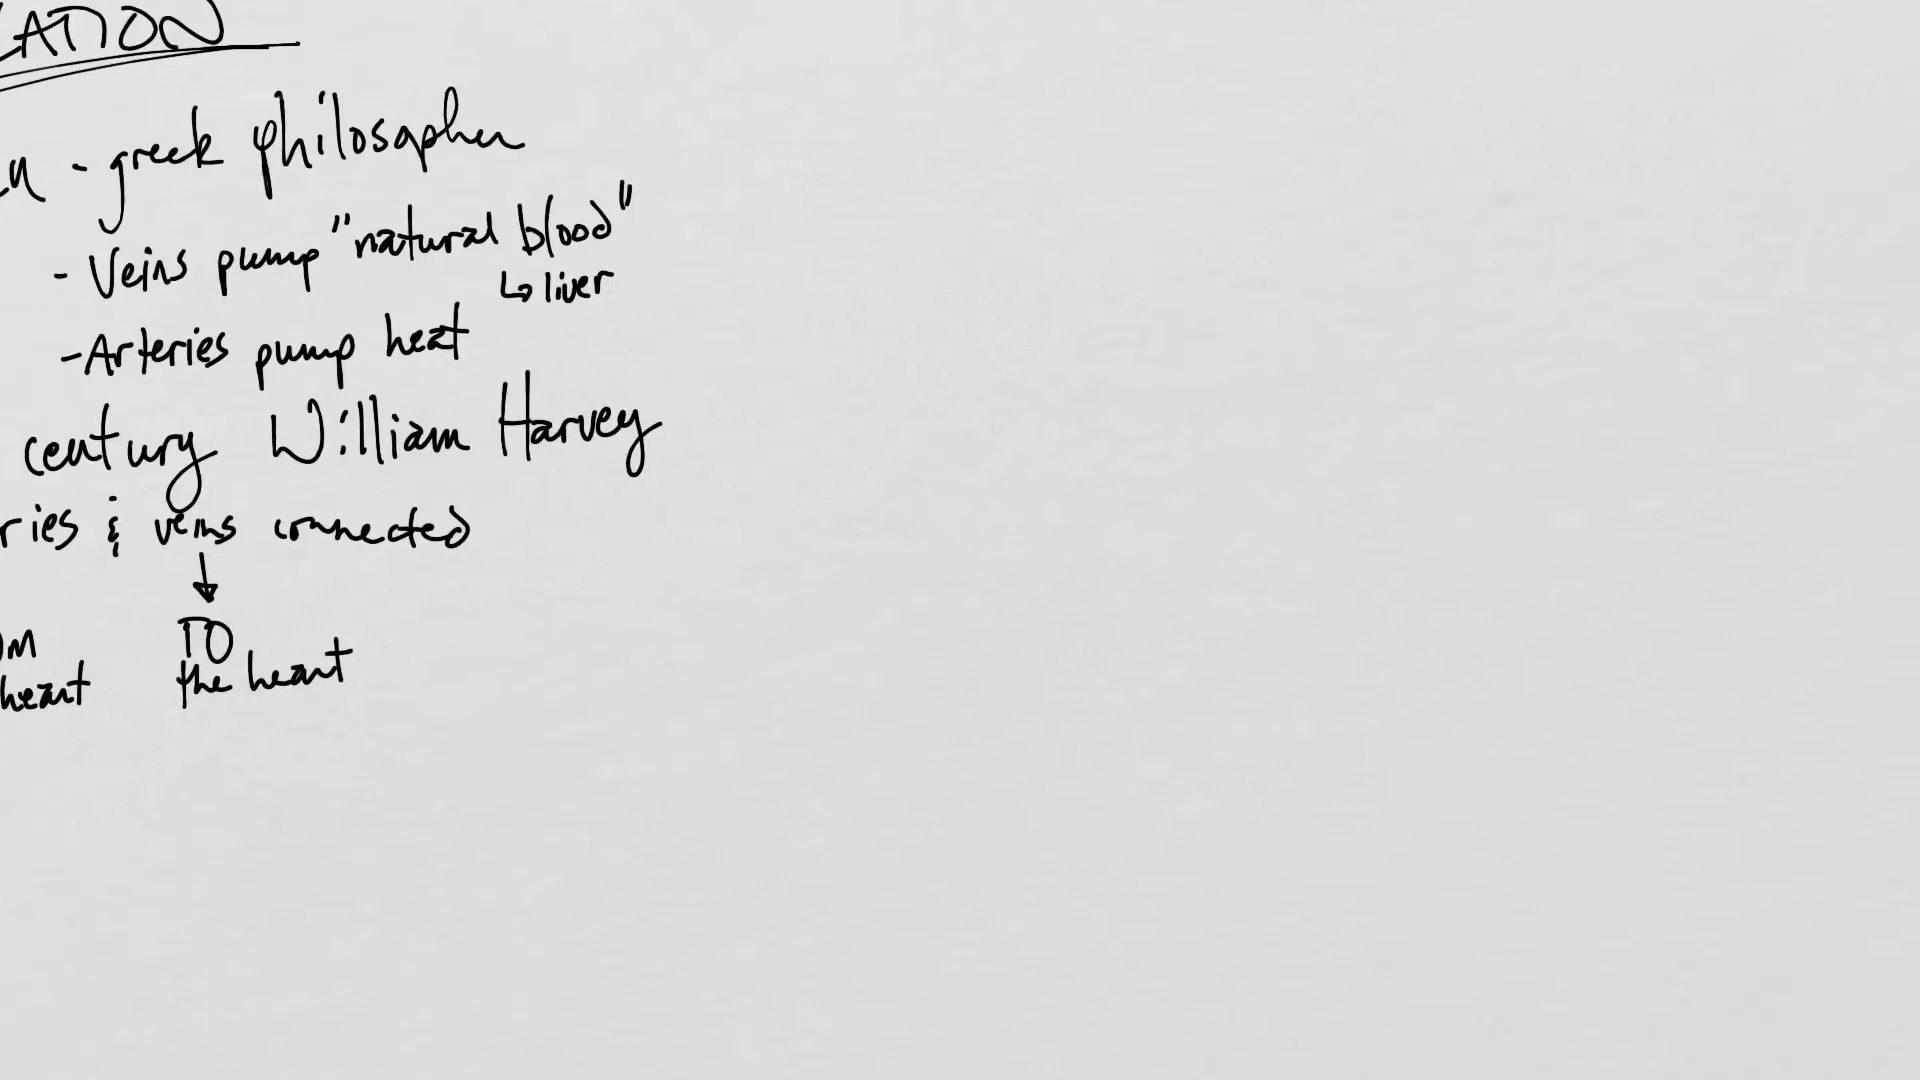 ATION
- greek philosopher
- Veins pump "natural blood"
↳ liver
- Arteries pump heat
century William Harvey
ries & veins connected
↓
om TO
heart the heart